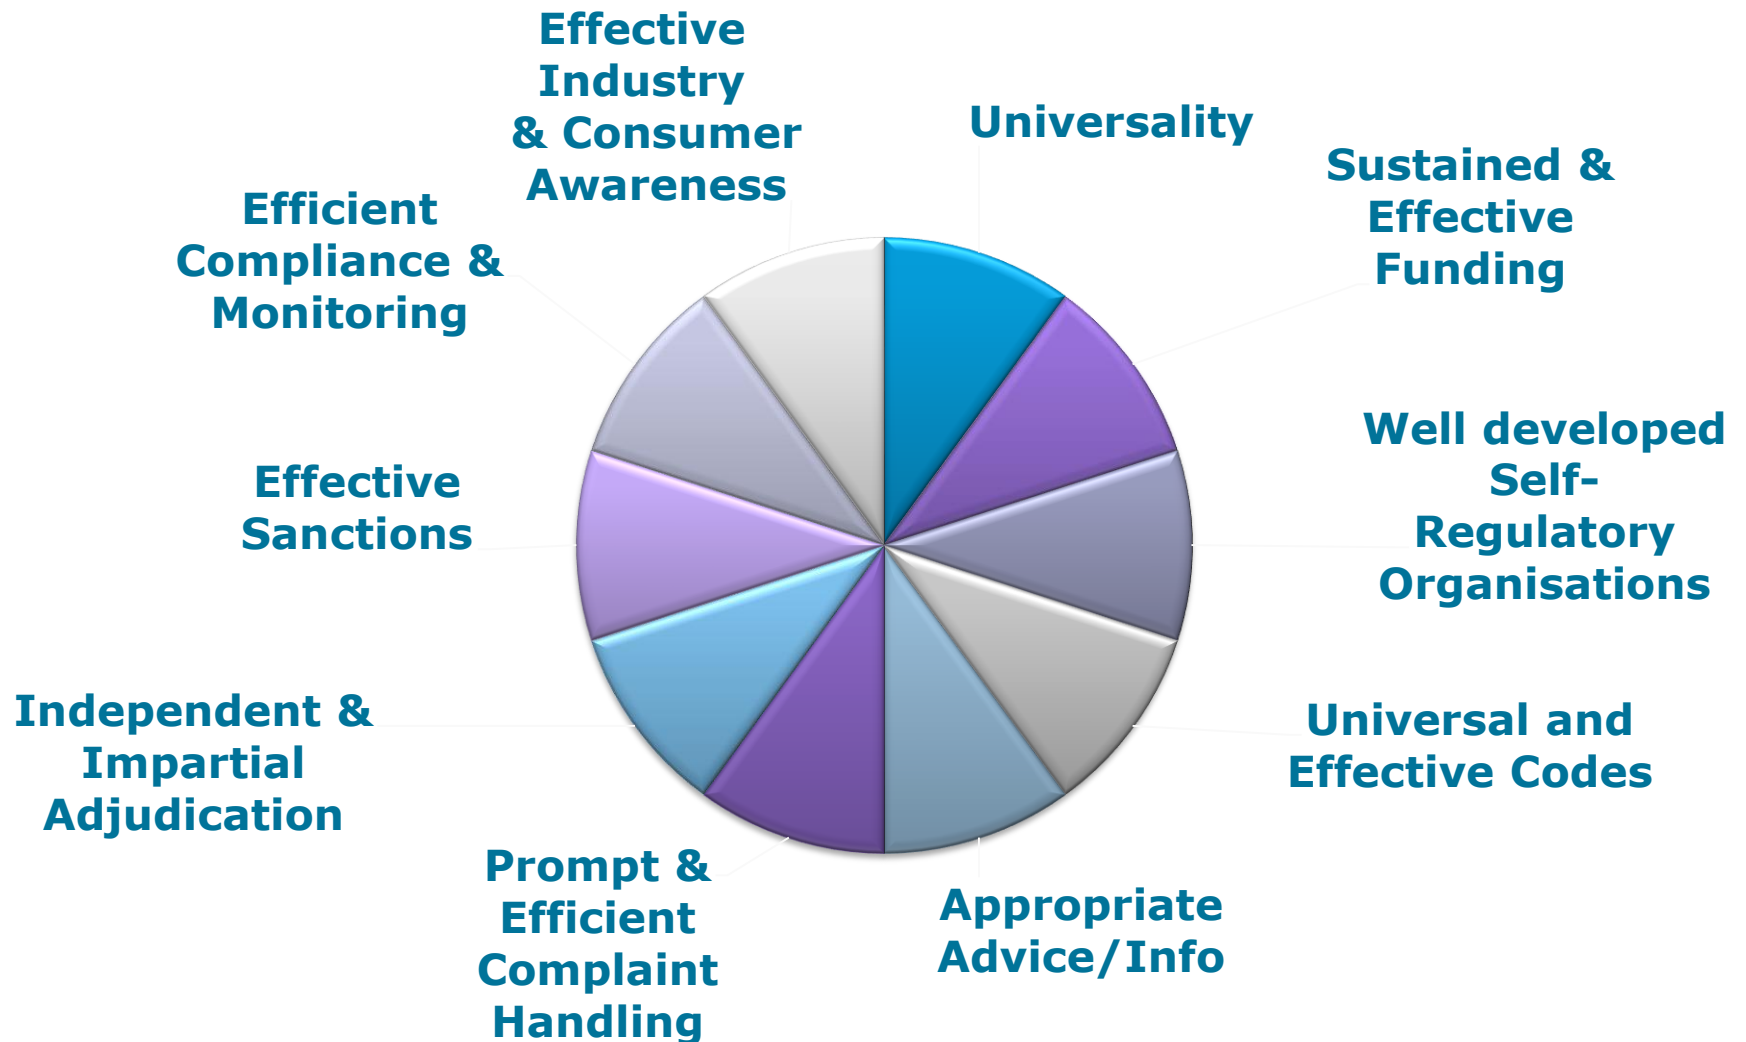 Effective
Industry
& Consumer
Awareness
Universality
Sustained &
Effective
Funding
Well developed
Self-
Regulatory
Organisations
Universal and
Effective Codes
Appropriate
Advice/Info
Prompt &
Efficient
Complaint
Handling
Independent &
Impartial
Adjudication
Effective
Sanctions
Efficient
Compliance &
Monitoring